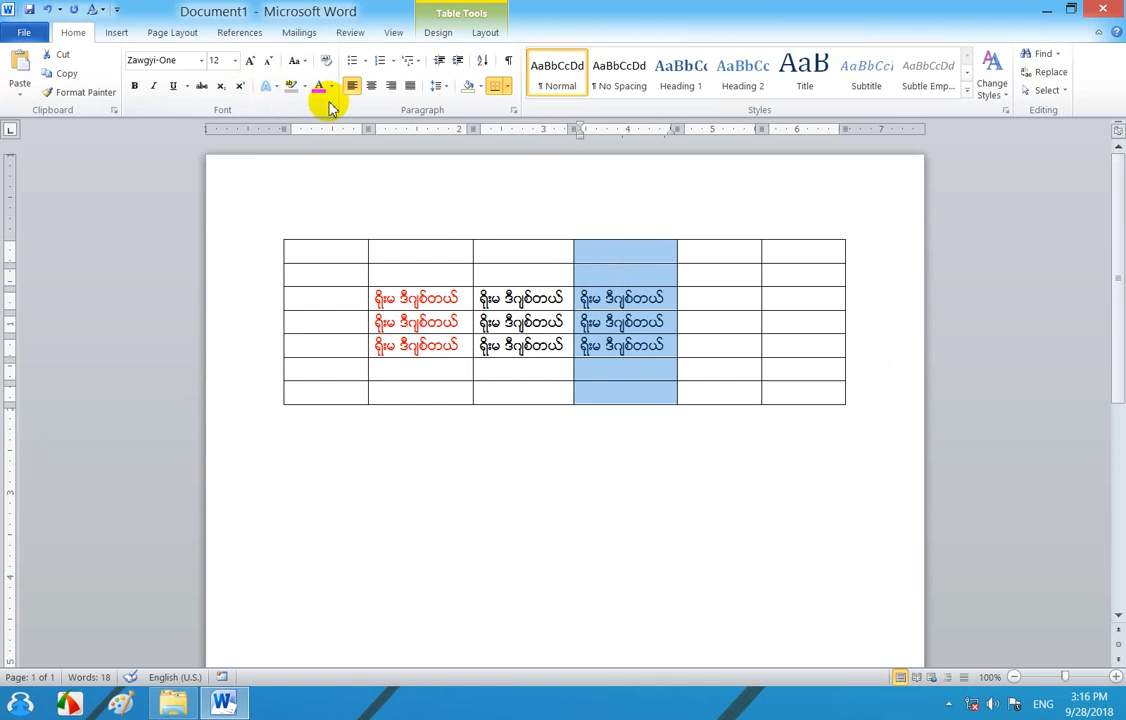 Document1 - Microsoft Word
Table Tools
File Home Insert Page Layout References Mailings Review View Design Layout
Paste
Cut
Copy
Format Painter
Clipboard
Zawgyi-One 12
Font
Paragraph
AaBbCcDd AaBbCcDd AaBbCc AaBbCc AaB AaBbCcDd AaBbCcDd
¶ Normal ¶ No Spacing Heading 1 Heading 2 Title Subtitle Subtle Emp...
Styles
Change Styles
Find
Replace
Select
Editing
ရိုးမ ဒီဂျစ်တယ် ရိုးမ ဒီဂျစ်တယ် ရိုးမ ဒီဂျစ်တယ်
ရိုးမ ဒီဂျစ်တယ် ရိုးမ ဒီဂျစ်တယ် ရိုးမ ဒီဂျစ်တယ်
ရိုးမ ဒီဂျစ်တယ် ရိုးမ ဒီဂျစ်တယ် ရိုးမ ဒီဂျစ်တယ်
Page: 1 of 1 Words: 18 English (U.S.) 100%
ENG
3:16 PM
9/28/2018